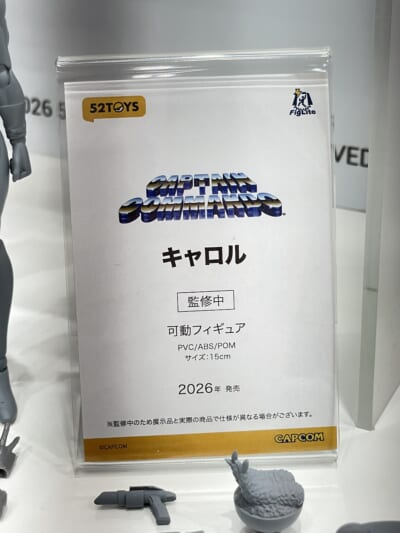 52TOYS
FigLite
026 5
VED
CAPTAIN
COMMANDO
キャロル
監修中
可動フィギュア
PVC/ABS/POM
サイズ:15cm
2026年 発売
※監修中のため展示品と実際の商品で仕様が異なる場合がございます。
©CAPCOM
CAPCOM